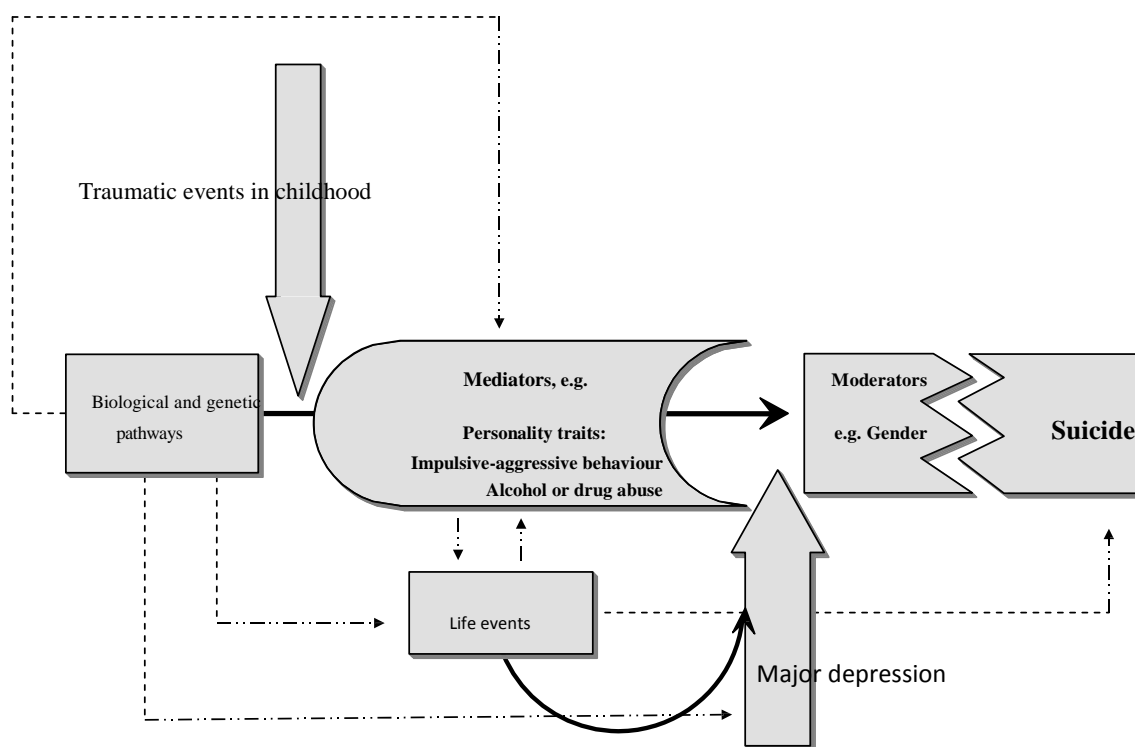 Traumatic events in childhood
Biological and genetic
pathways
Mediators, e.g.
Personality traits:
Impulsive-aggressive behaviour
Alcohol or drug abuse
Moderators
e.g. Gender
Suicide
Life events
Major depression